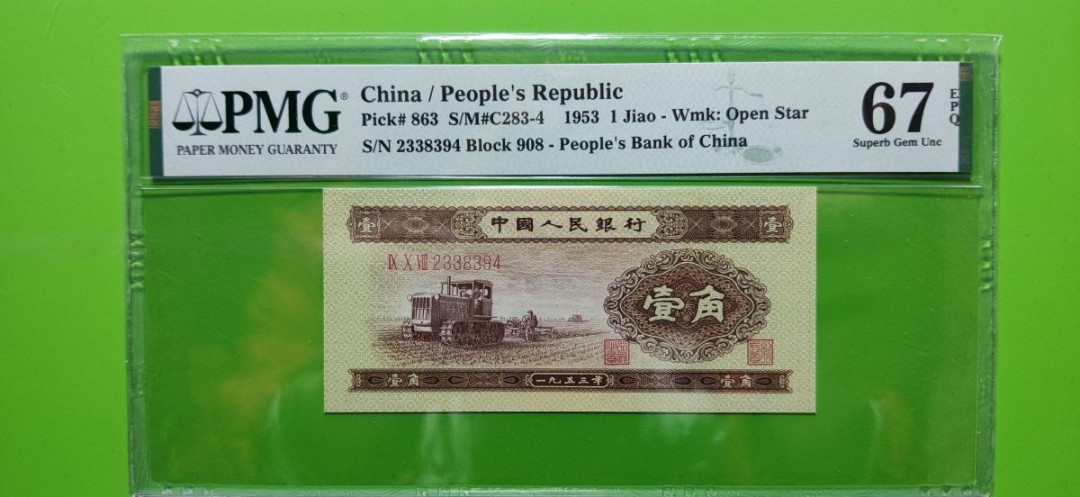 PMG®
PAPER MONEY GUARANTY
China / People's Republic
Pick# 863 S/M#C283-4 1953 1 Jiao - Wmk: Open Star
S/N 2338394 Block 908 - People's Bank of China
67
EPQ
Superb Gem Unc
壹 中國人民銀行 壹
IX X VIII 2338394
壹角
壹角 一九五三年 壹角